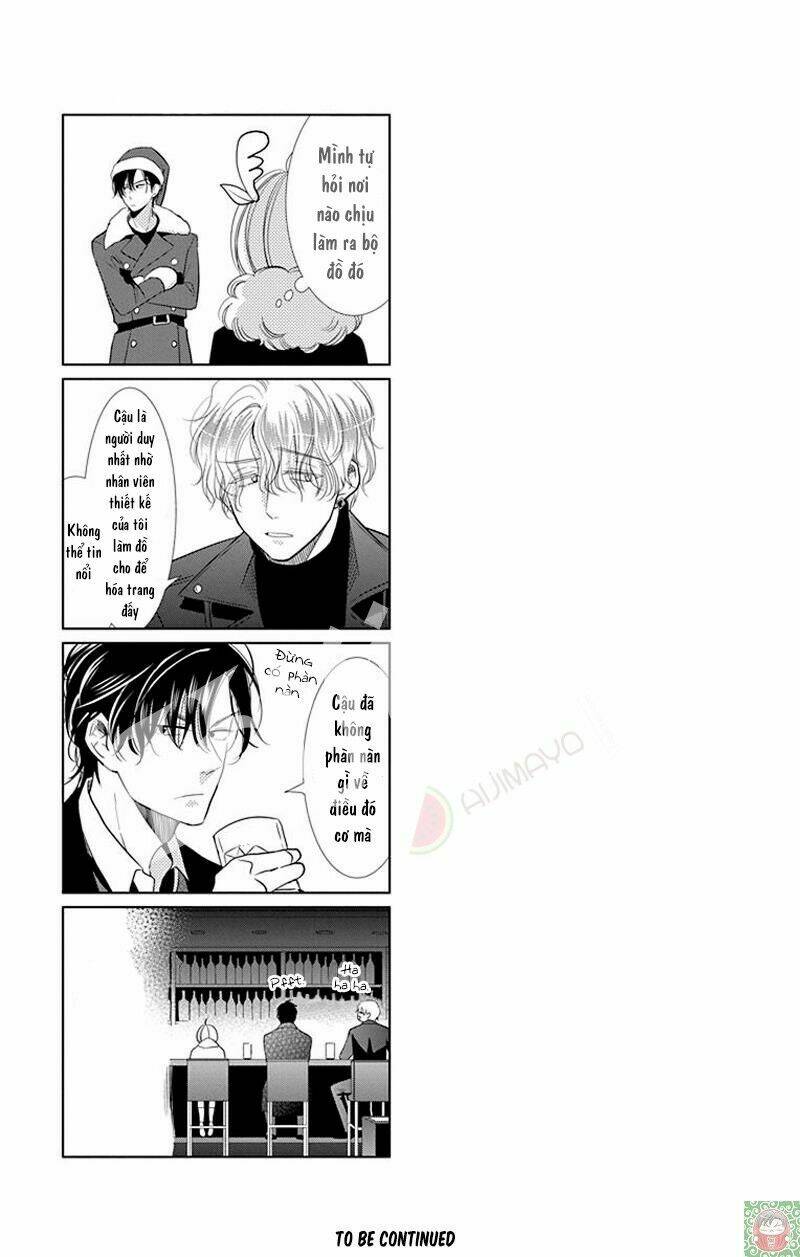 Mình tự
hỏi nơi
nào chịu
làm ra bộ
đồ đó
Cậu là
người duy
nhất nhờ
nhân viên
thiết kế
của tôi
làm đồ
cho để
hóa trang
đấy
Không
thể tin
nổi
Đừng
có phàn
nàn
Cậu đã
không
phàn nàn
gì về
điều đó
cơ mà
AIJIMAYO
Ha
ha ha.
Pfft.
TO BE CONTINUED